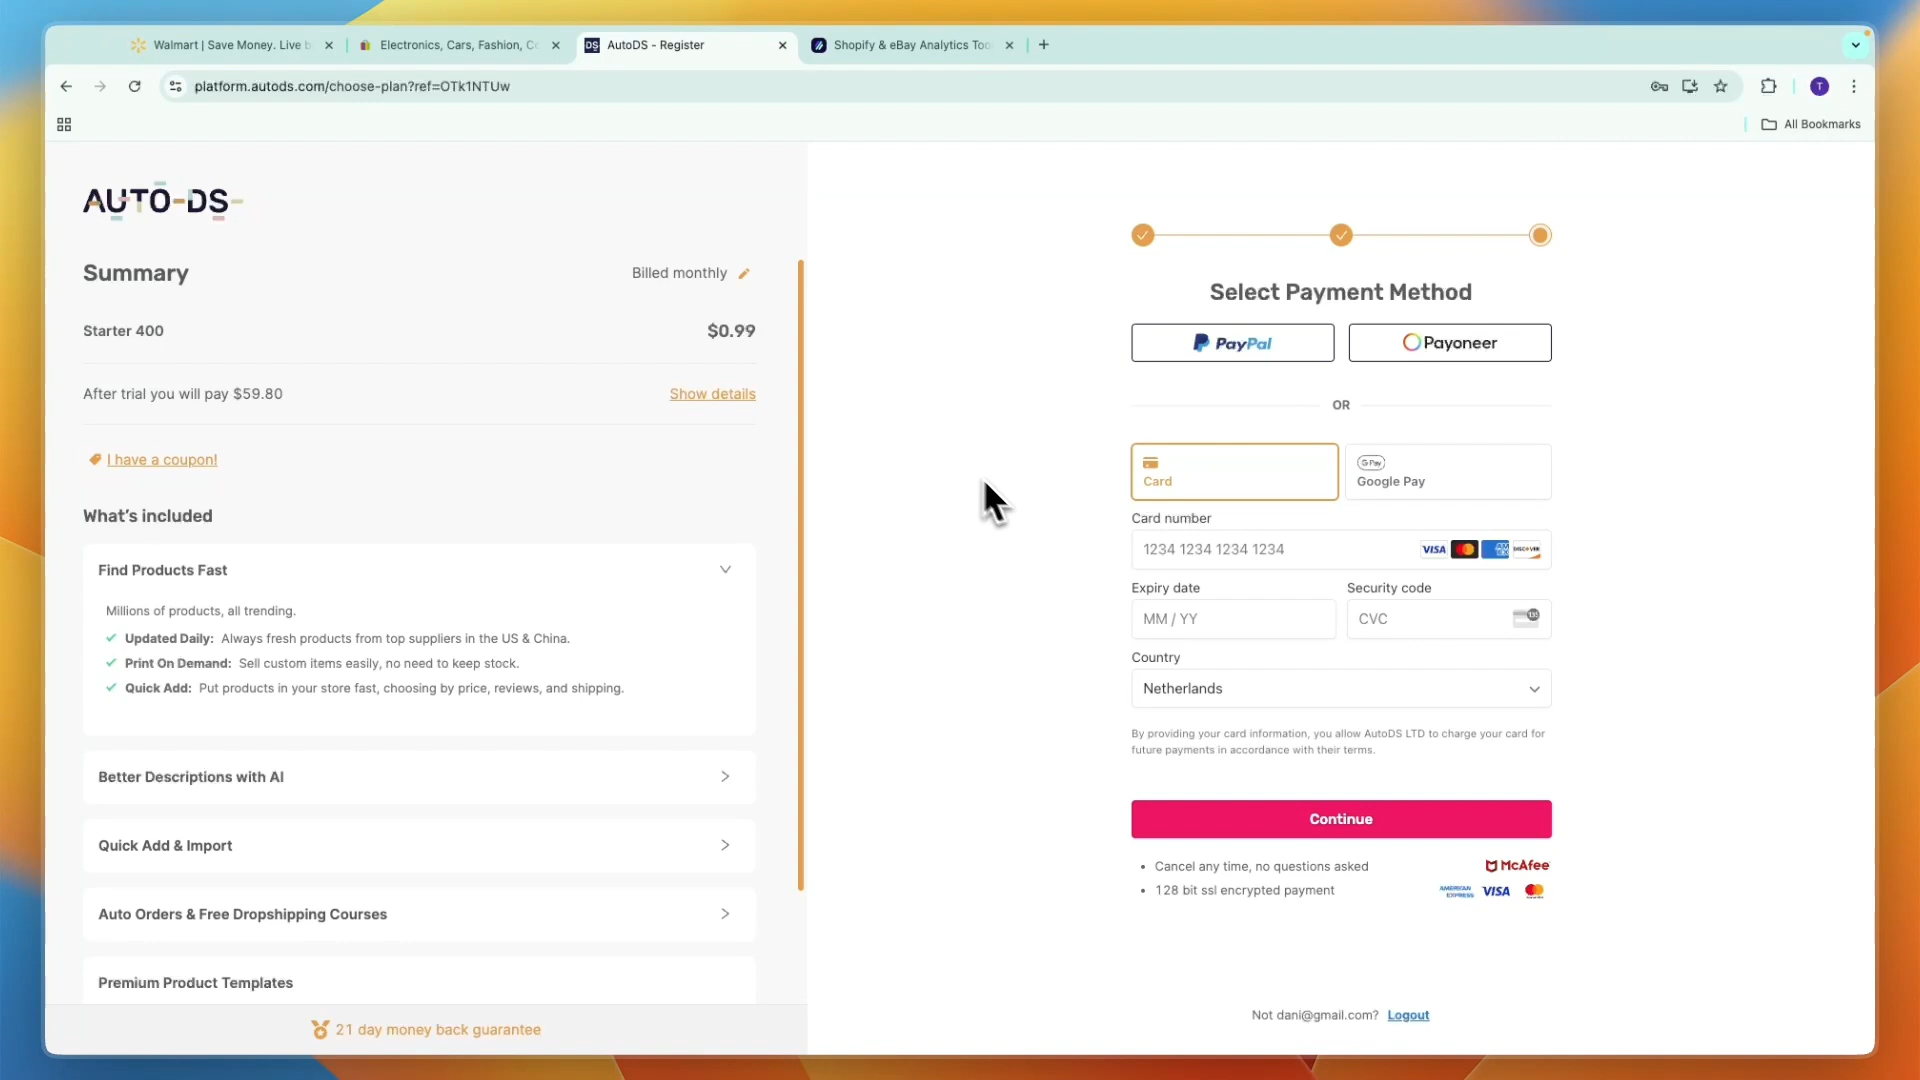 Walmart | Save Money. Live b
Electronics, Cars, Fashion, Co
DS
AutoDS - Register
Shopify & eBay Analytics Too
platform.autods.com/choose-plan?ref=OTk1NTUw
T
All Bookmarks
AUTO-DS
Summary
Billed monthly
Starter 400
$0.99
After trial you will pay $59.80
Show details
I have a coupon!
What's included
Find Products Fast
Millions of products, all trending.
Updated Daily: Always fresh products from top suppliers in the US & China.
Print On Demand: Sell custom items easily, no need to keep stock.
Quick Add: Put products in your store fast, choosing by price, reviews, and shipping.
Better Descriptions with AI
Quick Add & Import
Auto Orders & Free Dropshipping Courses
Premium Product Templates
21 day money back guarantee
Select Payment Method
PayPal
Payoneer
OR
Card
G Pay
Google Pay
Card number
1234 1234 1234 1234
VISA
DISCOVER
Expiry date
Security code
MM / YY
CVC
Country
Netherlands
By providing your card information, you allow AutoDS LTD to charge your card for
future payments in accordance with their terms.
Continue
Cancel any time, no questions asked
McAfee
128 bit ssl encrypted payment
AMERICAN EXPRESS
VISA
Not dani@gmail.com? Logout